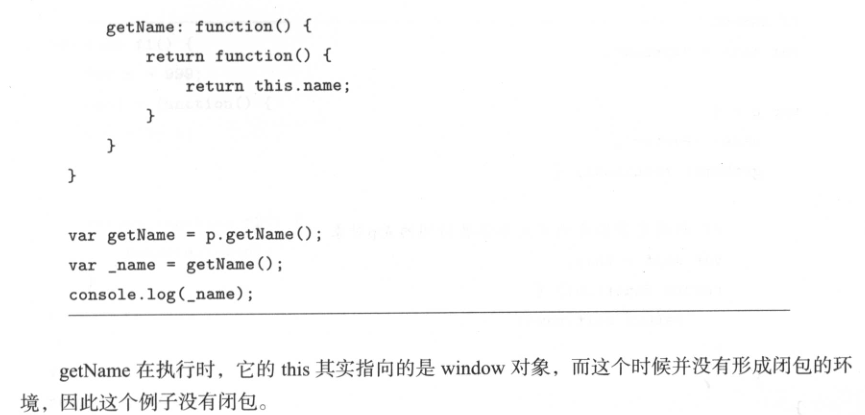 getName: function() {
return function() {
return this.name;
}
}
}
var getName = p.getName();
var _name = getName();
console.log(_name);
getName 在执行时，它的 this 其实指向的是 window 对象，而这个时候并没有形成闭包的环
境，因此这个例子没有闭包。